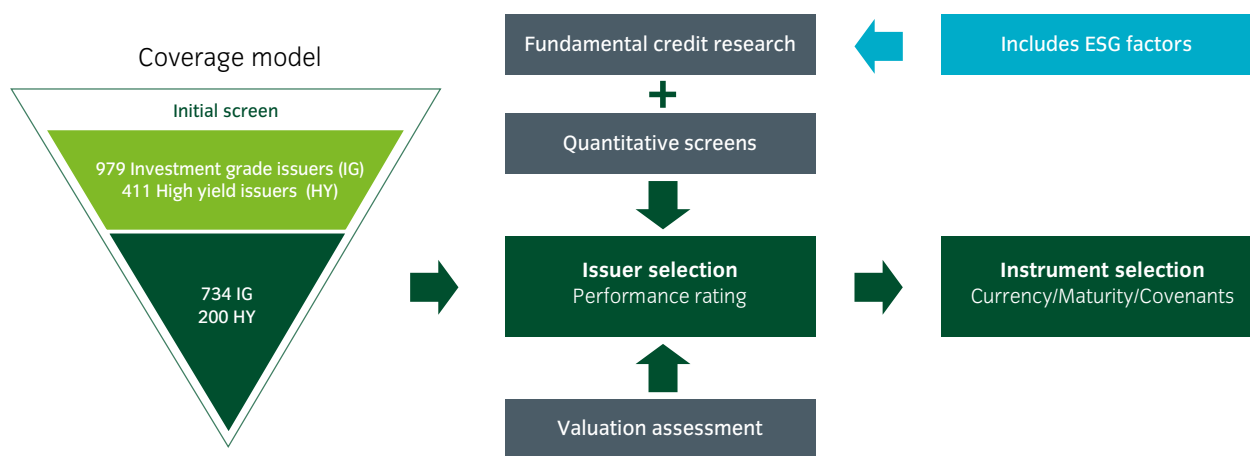 Coverage model
Initial screen
979 Investment grade issuers (IG)
411 High yield issuers (HY)
734 IG
200 HY
Fundamental credit research
+
Quantitative screens
Issuer selection
Performance rating
Valuation assessment
Includes ESG factors
Instrument selection
Currency/Maturity/Covenants